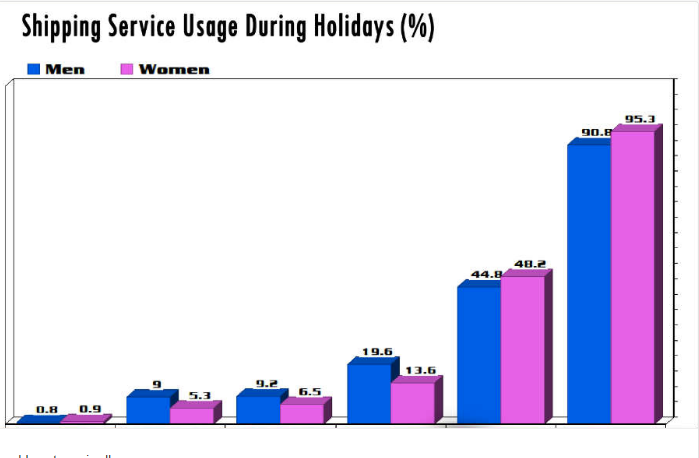 Shipping Service Usage During Holidays (%)
Men Women
0.8 0.9 9 5.3 9.2 6.5 19.6 13.6 44.8 48.2 90.8 95.3